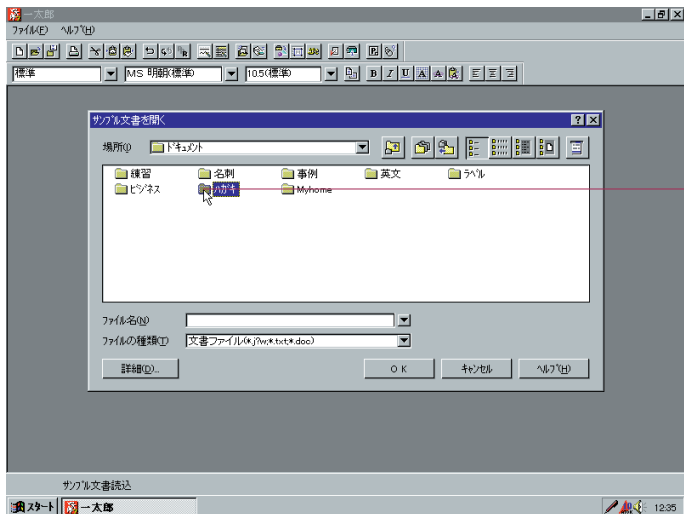 一太郎
ファイル(F) ヘルプ(H)
標準 MS 明朝(標準) 10.5(標準) B I U A A
サンプル文書を開く
場所(I) ドキュメント
練習 名刺 事例 英文 ラベル
ビジネス ハガキ Myhome
ファイル名(N)
ファイルの種類(T) 文書ファイル(*.j?w;*.txt;*.doc)
詳細(D)... OK キャンセル ヘルプ(H)
サンプル文書読込
スタート 一太郎 12:35